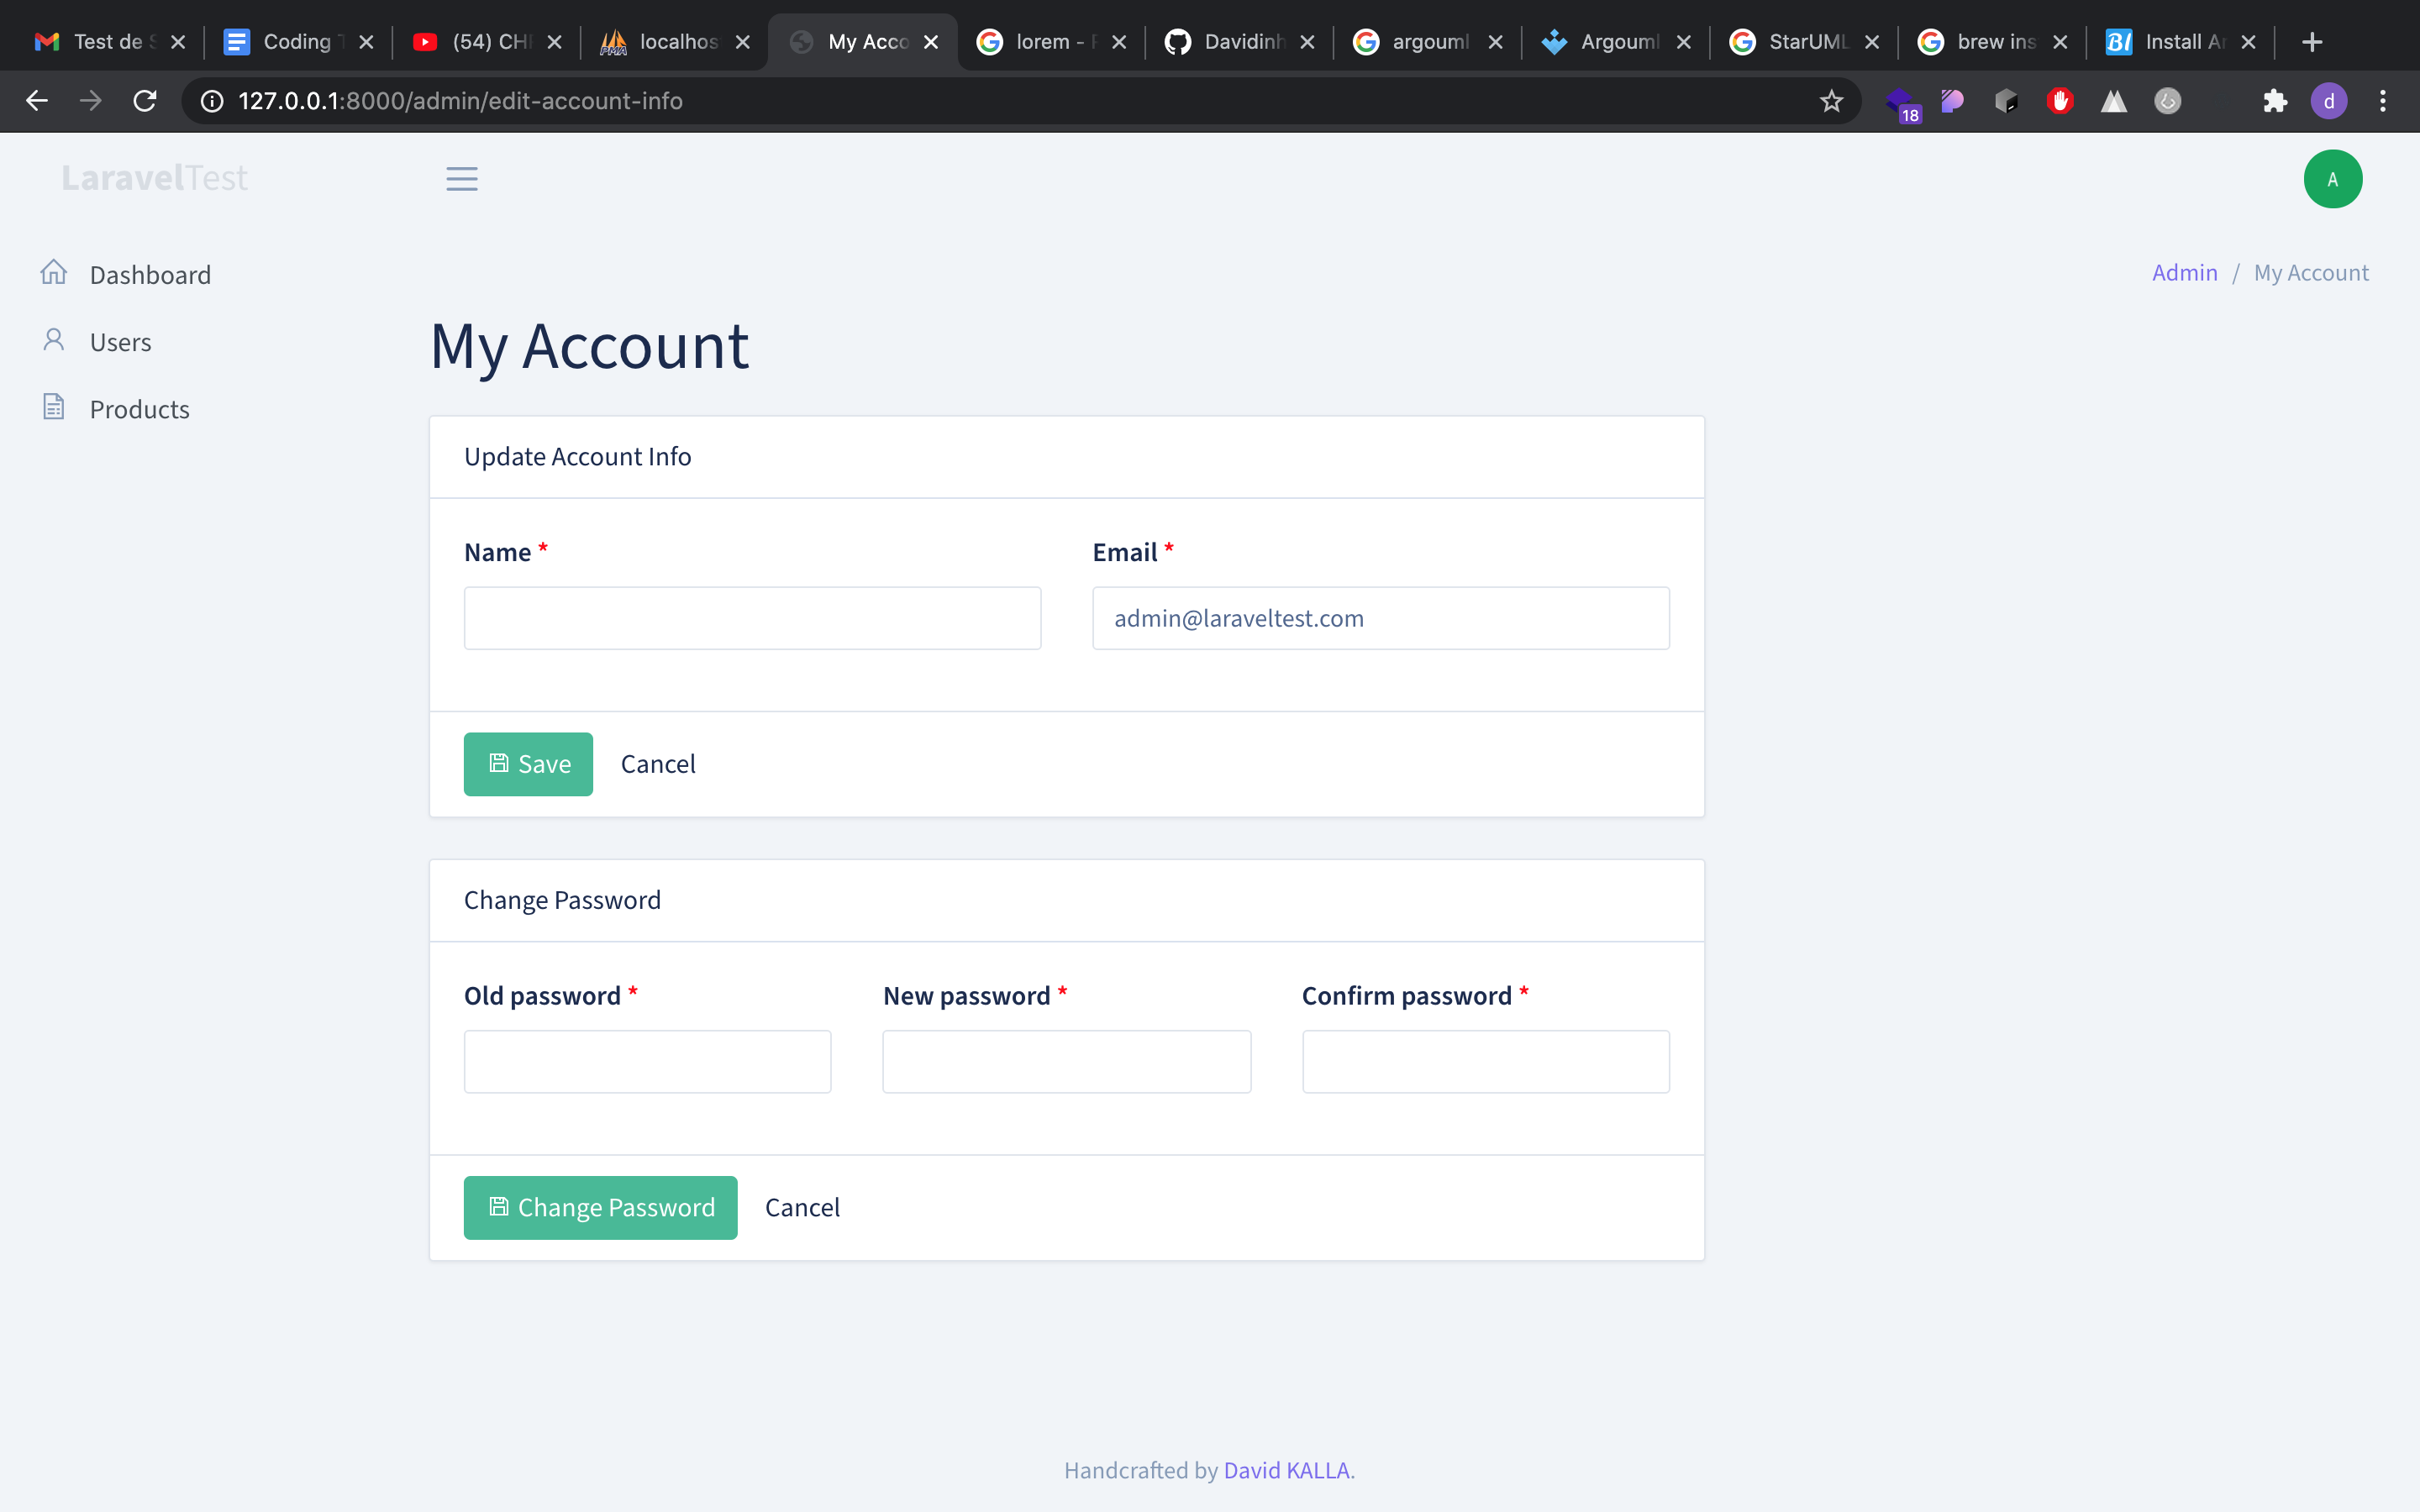 Test de S
Coding T
(54) CH
localhos
My Acco
lorem -
Davidinh
argouml
Argouml
StarUML
brew ins
Install Ar
127.0.0.1:8000/admin/edit-account-info
18
d
LaravelTest
A
Dashboard
Users
Products
Admin / My Account
My Account
Update Account Info
Name *
Email *
admin@laraveltest.com
Save
Cancel
Change Password
Old password *
New password *
Confirm password *
Change Password
Cancel
Handcrafted by David KALLA.